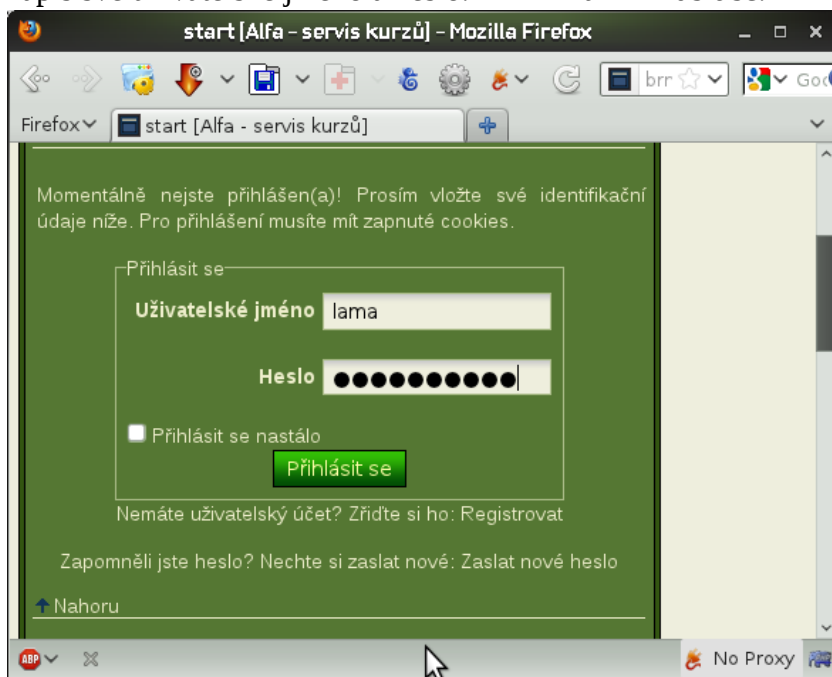 start [Alfa – servis kurzů] – Mozilla Firefox
brr
Firefox
start [Alfa - servis kurzů]
Momentálně nejste přihlášen(a)! Prosím vložte své identifikační
údaje níže. Pro přihlášení musíte mít zapnuté cookies.
Přihlásit se
Uživatelské jméno lama
Heslo ●●●●●●●●●●
Přihlásit se nastálo
Přihlásit se
Nemáte uživatelský účet? Zřiďte si ho: Registrovat
Zapomněli jste heslo? Nechte si zaslat nové: Zaslat nové heslo
Nahoru
ABP
No Proxy